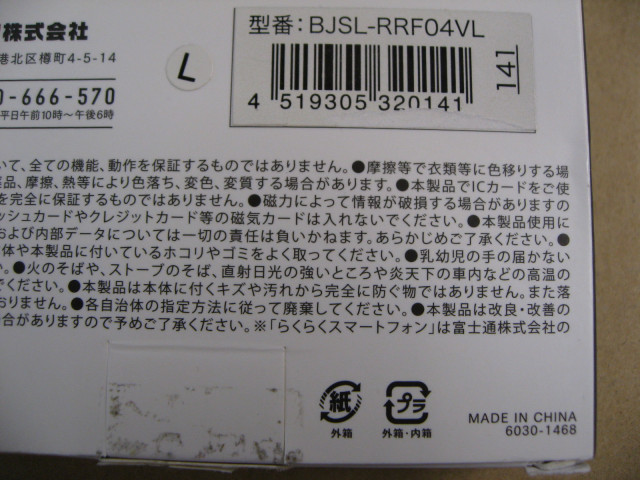 株式会社
型番：BJSL-RRF04VL
港北区樽町4-5-14
L
0-666-570
平日午前10時〜午後6時
4 519305 320141
141
いて、全ての機能、動作を保証するものではありません。●摩擦等で衣類等に色移りする場
薬品、摩擦、熱等により色落ち、変色、変質する場合があります。●本製品でICカードをご使
を完全に保証するものではありません。●磁力によって情報が破損する場合があります
ッシュカードやクレジットカード等の磁気カードは入れないでください。●本製品使用に
および内部データについては一切の責任は負いかねます。あらかじめご了承ください。●
体や本製品に付いているホコリやゴミをよく取ってください。●乳幼児の手の届かない
い。●火のそばや、ストーブのそば、直射日光の強いところや炎天下の車内などの高温の
おりません。●本製品は本体に付くキズや汚れから完全に防ぐ物ではありません。また落
ください。●各自治体の指定方法に従って廃棄してください。●本製品は改良・改善の
場合がありますので予めご了承ください。※「らくらくスマートフォン」は富士通株式会社の
紙
プラ
外箱
外箱・内箱
MADE IN CHINA
6030-1468